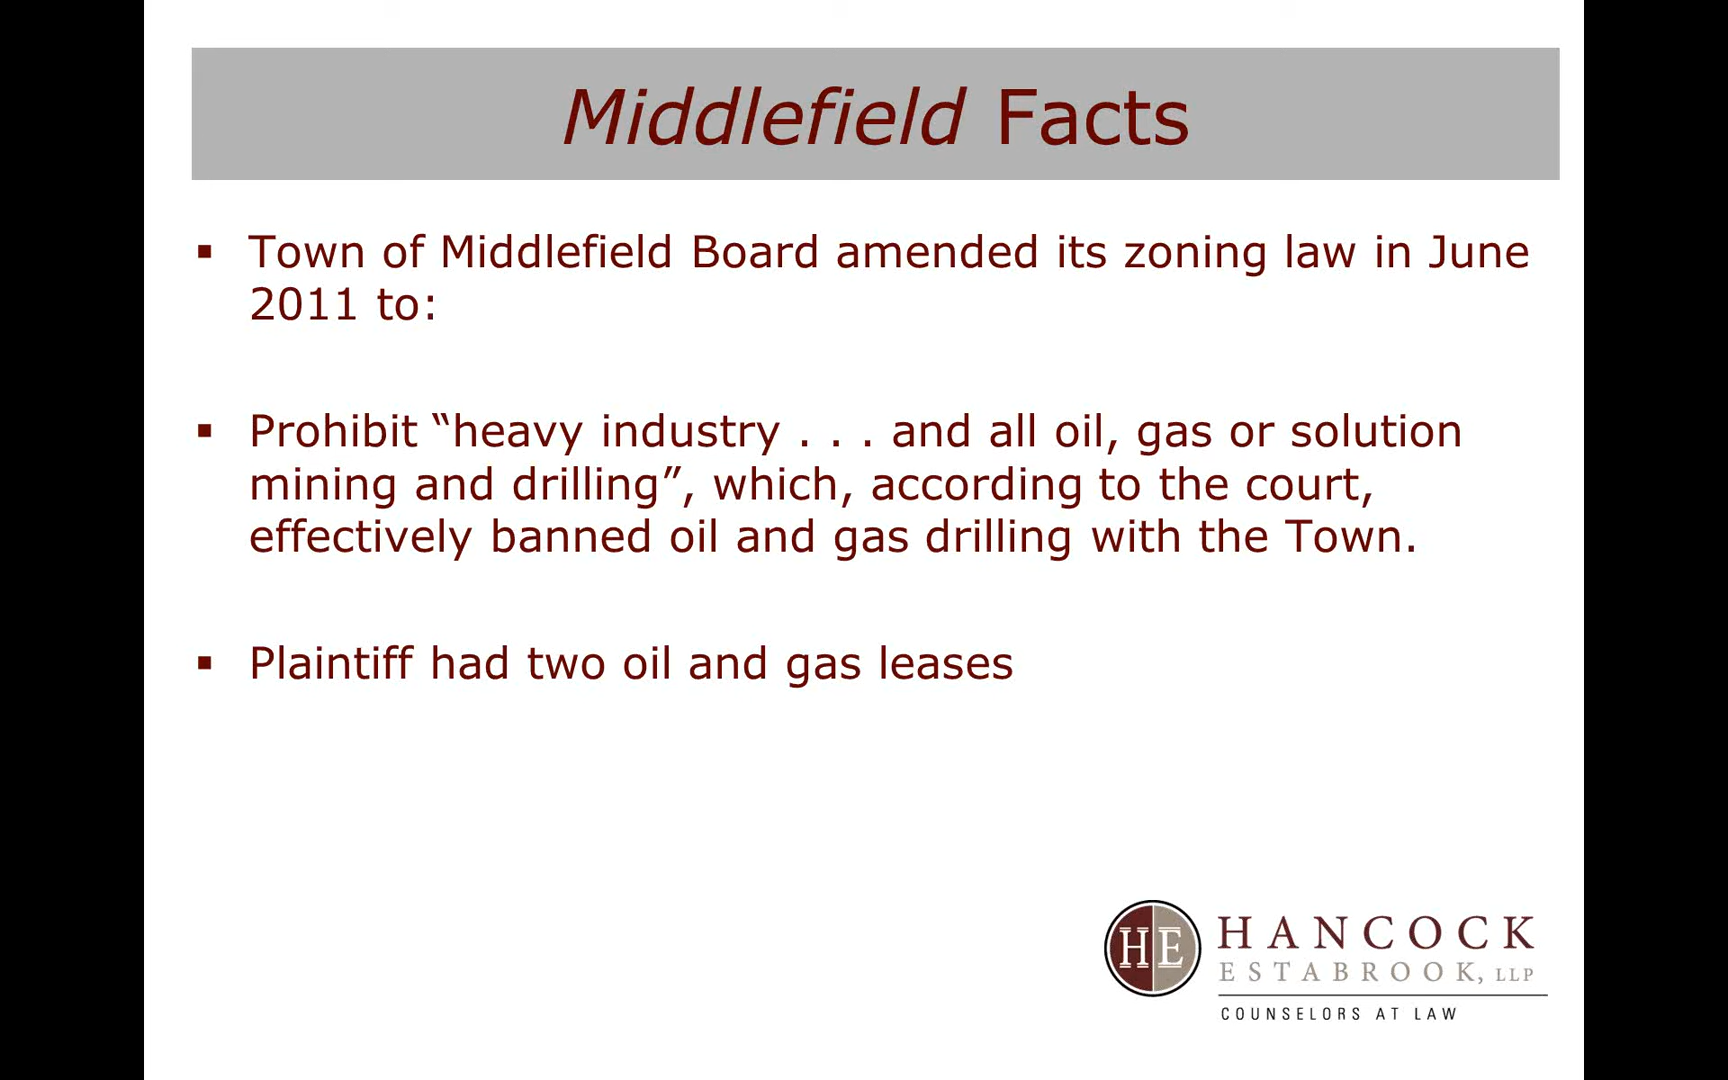 Middlefield Facts
▪ Town of Middlefield Board amended its zoning law in June
2011 to:
▪ Prohibit “heavy industry . . . and all oil, gas or solution
mining and drilling”, which, according to the court,
effectively banned oil and gas drilling with the Town.
▪ Plaintiff had two oil and gas leases
HE
HANCOCK
ESTABROOK, LLP
COUNSELORS AT LAW